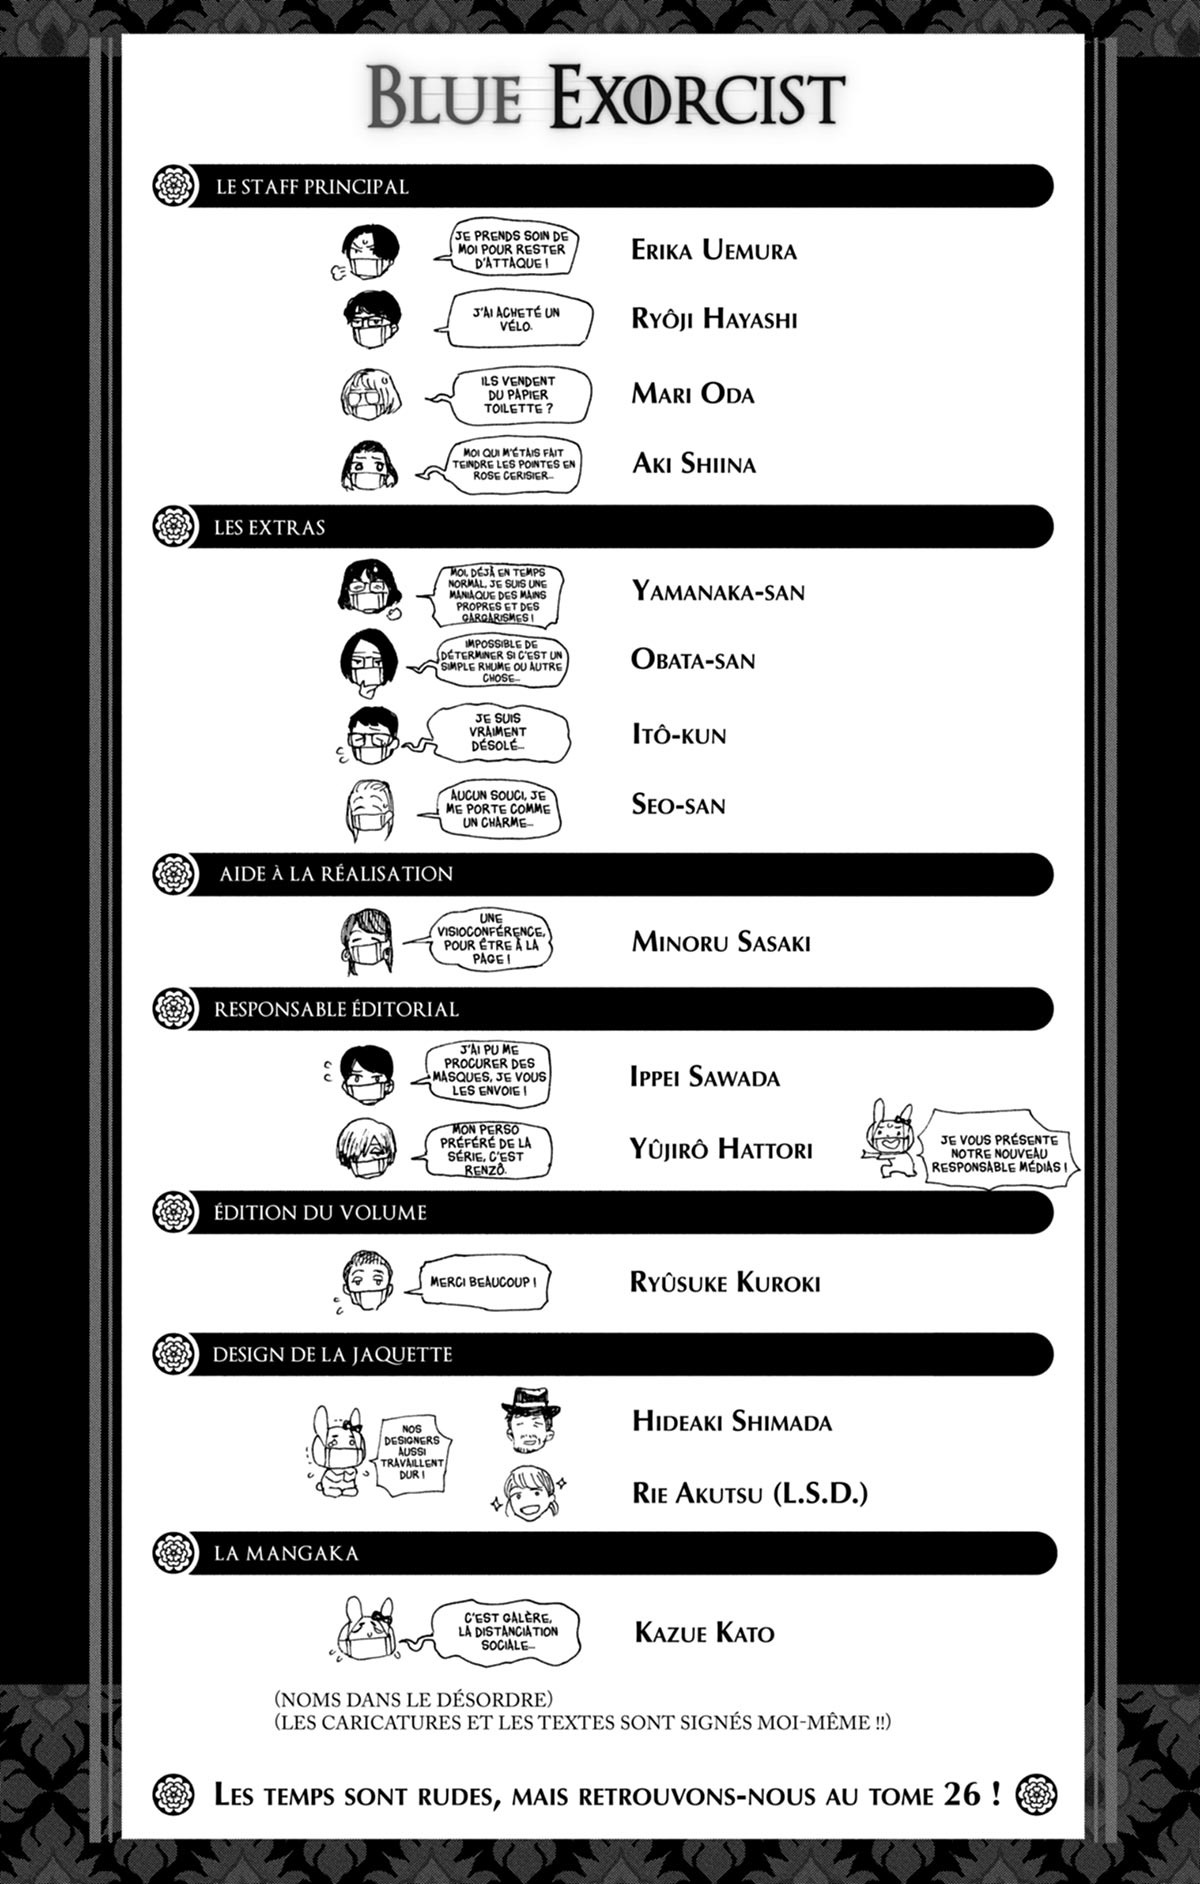 BLUE EXORCIST
LE STAFF PRINCIPAL
JE PRENDS SOIN DE
MOI POUR RESTER
D'ATTAQUE !
ERIKA UEMURA
J'AI ACHETÉ UN
VÉLO.
RYÔJI HAYASHI
ILS VENDENT
DU PAPIER
TOILETTE ?
MARI ODA
MOI QUI M'ÉTAIS FAIT
TEINDRE LES POINTES EN
ROSE CERISIER...
AKI SHIINA
LES EXTRAS
MOI, DÉJÀ EN TEMPS
NORMAL, JE SUIS UNE
MANIAQUE DES MAINS
PROPRES ET DES
GARGARISMES !
YAMANAKA-SAN
IMPOSSIBLE DE
DÉTERMINER SI C'EST UN
SIMPLE RHUME OU AUTRE
CHOSE...
OBATA-SAN
JE SUIS
VRAIMENT
DÉSOLÉ...
ITÔ-KUN
AUCUN SOUCI, JE
ME PORTE COMME
UN CHARME...
SEO-SAN
AIDE À LA RÉALISATION
UNE
VISIOCONFÉRENCE,
POUR ÊTRE À LA
PAGE !
MINORU SASAKI
RESPONSABLE ÉDITORIAL
J'AI PU ME
PROCURER DES
MASQUES, JE VOUS
LES ENVOIE !
IPPEI SAWADA
MON PERSO
PRÉFÉRÉ DE LA
SÉRIE, C'EST
RENZÔ.
YÛJIRÔ HATTORI
JE VOUS PRÉSENTE
NOTRE NOUVEAU
RESPONSABLE MÉDIAS !
ÉDITION DU VOLUME
MERCI BEAUCOUP !
RYÛSUKE KUROKI
DESIGN DE LA JAQUETTE
NOS
DESIGNERS
AUSSI
TRAVAILLENT
DUR !
HIDEAKI SHIMADA
RIE AKUTSU (L.S.D.)
LA MANGAKA
C'EST GALÈRE,
LA DISTANCIATION
SOCIALE...
KAZUE KATO
(NOMS DANS LE DÉSORDRE)
(LES CARICATURES ET LES TEXTES SONT SIGNÉS MOI-MÊME !!)
LES TEMPS SONT RUDES, MAIS RETROUVONS-NOUS AU TOME 26 !